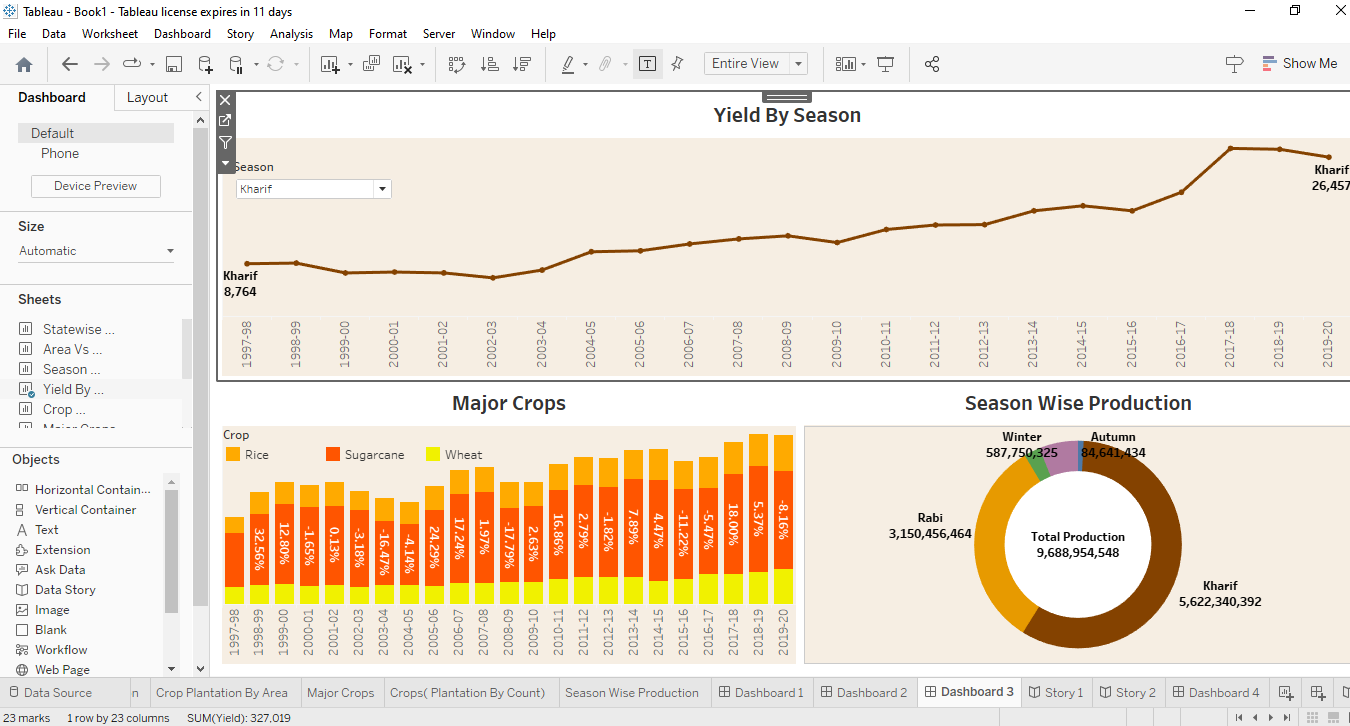 Tableau - Book1 - Tableau license expires in 11 days
File Data Worksheet Dashboard Story Analysis Map Format Server Window Help
Entire View
Show Me
Dashboard
Layout
Default
Phone
Device Preview
Size
Automatic
Sheets
Statewise ...
Area Vs ...
Season ...
Yield By ...
Crop ...
Objects
Horizontal Contain...
Vertical Container
Text
Extension
Ask Data
Data Story
Image
Blank
Workflow
Web Page
Yield By Season
Season
Kharif
Kharif
8,764
Kharif
26,457
1997-98 1998-99 1999-00 2000-01 2001-02 2002-03 2003-04 2004-05 2005-06 2006-07 2007-08 2008-09 2009-10 2010-11 2011-12 2012-13 2013-14 2014-15 2015-16 2016-17 2017-18 2018-19 2019-20
Major Crops
Crop
Rice Sugarcane Wheat
32.56% 12.80% -1.65% 0.13% -3.18% -16.47% -4.14% 24.29% 17.24% 1.97% -17.79% 2.63% 16.86% 2.79% -1.82% 7.89% 4.47% -11.22% -5.47% 18.00% 5.37% -8.16%
1997-98 1998-99 1999-00 2000-01 2001-02 2002-03 2003-04 2004-05 2005-06 2006-07 2007-08 2008-09 2009-10 2010-11 2011-12 2012-13 2013-14 2014-15 2015-16 2016-17 2017-18 2018-19 2019-20
Season Wise Production
Winter
587,750,325
Autumn
84,641,434
Rabi
3,150,456,464
Total Production
9,688,954,548
Kharif
5,622,340,392
Data Source n Crop Plantation By Area Major Crops Crops( Plantation By Count) Season Wise Production Dashboard 1 Dashboard 2 Dashboard 3 Story 1 Story 2 Dashboard 4
23 marks 1 row by 23 columns SUM(Yield): 327,019